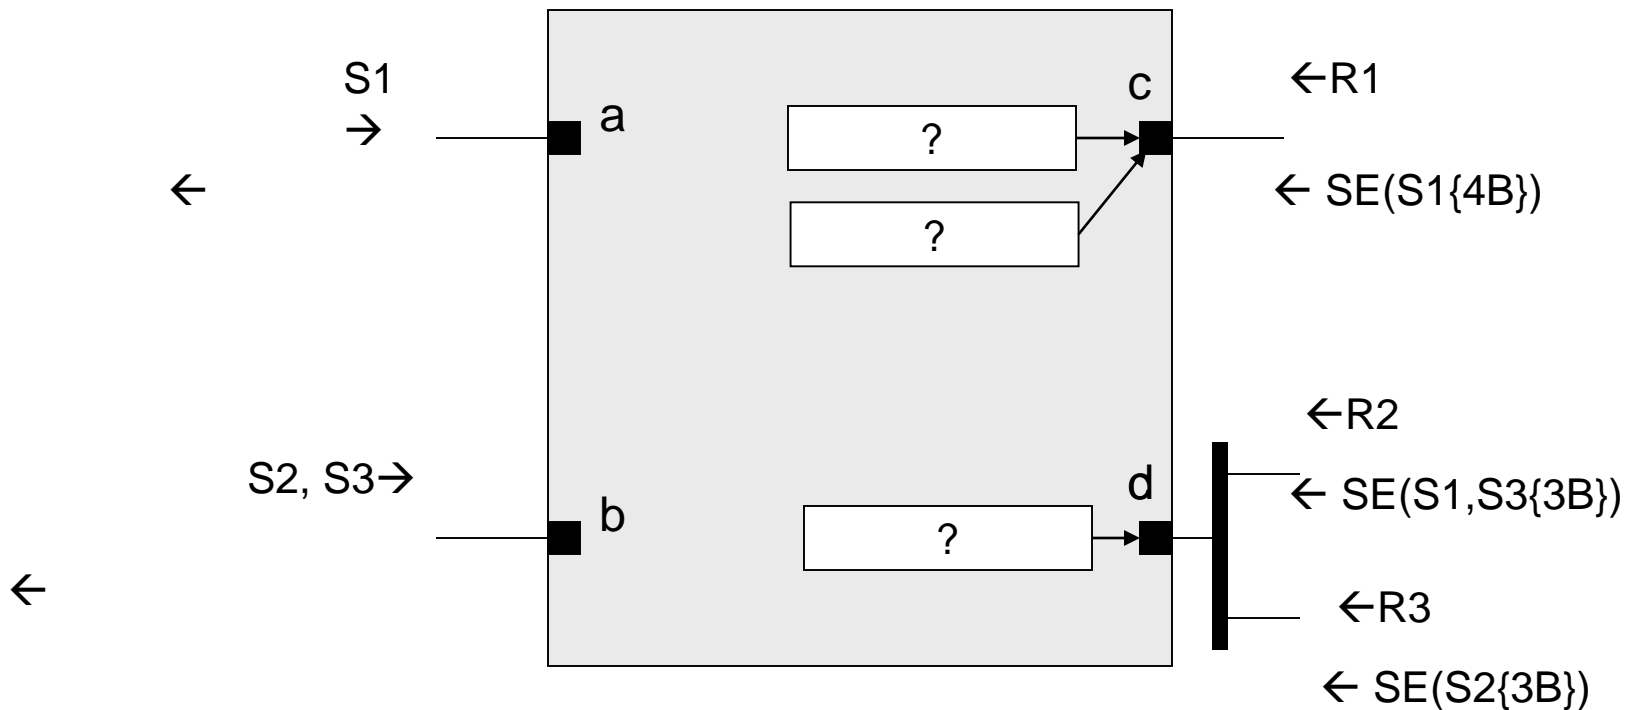 S1
→
a
?
c
←R1
←
?
← SE(S1{4B})
S2, S3→
b
?
d
←R2
← SE(S1,S3{3B})
←
←R3
← SE(S2{3B})